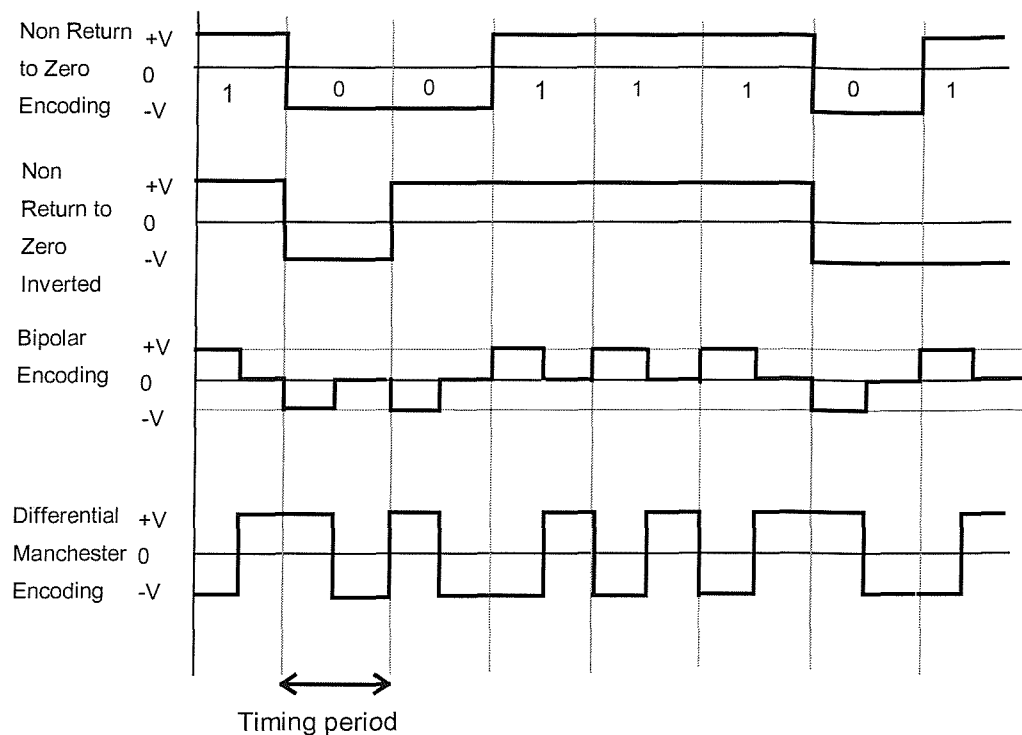 Non Return
to Zero
Encoding
+V
0
-V
1 0 0 1 1 1 0 1
Non
Return to
Zero
Inverted
+V
0
-V
Bipolar
Encoding
+V
0
-V
Differential
Manchester
Encoding
+V
0
-V
Timing period